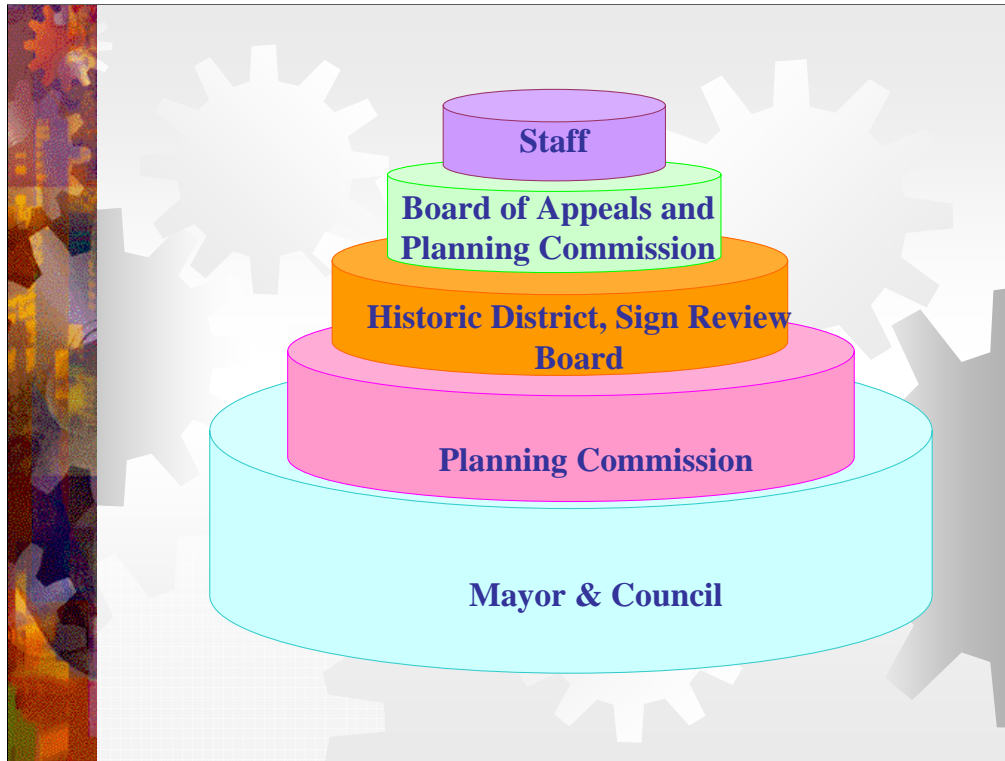 Staff
Board of Appeals and
Planning Commission
Historic District, Sign Review
Board
Planning Commission
Mayor & Council